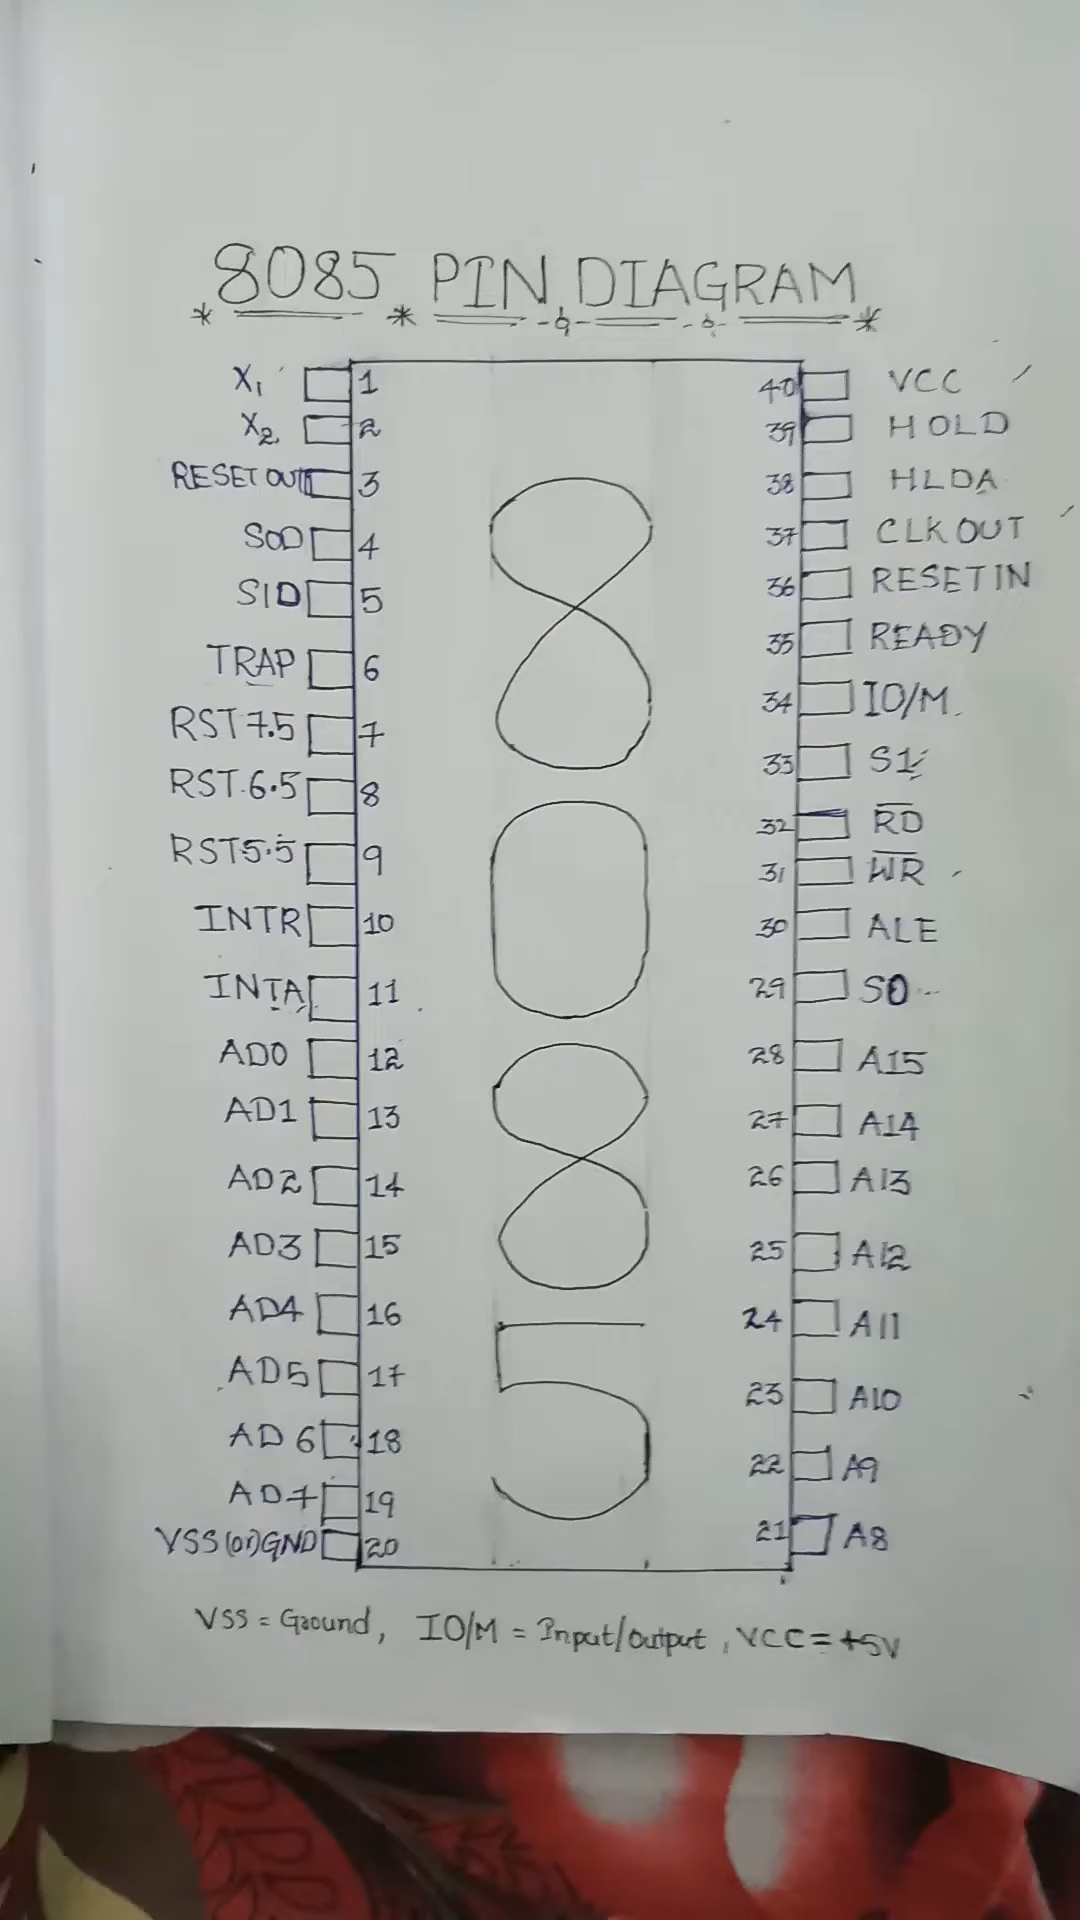 8085 PIN DIAGRAM
X1 1 40 VCC
X2 2 39 HOLD
RESET OUT 3 38 HLDA
SOD 4 37 CLK OUT
SID 5 36 RESET IN
TRAP 6 35 READY
RST 7.5 7 34 IO/M
RST 6.5 8 33 S1
RST 5.5 9 32 R̅D̅
INTR 10 31 W̅R̅
INTA 11 30 ALE
AD0 12 29 S0
AD1 13 28 A15
AD2 14 27 A14
AD3 15 26 A13
AD4 16 25 A12
AD5 17 24 A11
AD6 18 23 A10
AD7 19 22 A9
VSS (or) GND 20 21 A8
8
0
8
5
VSS = Ground, IO/M = Input/output, VCC = +5V